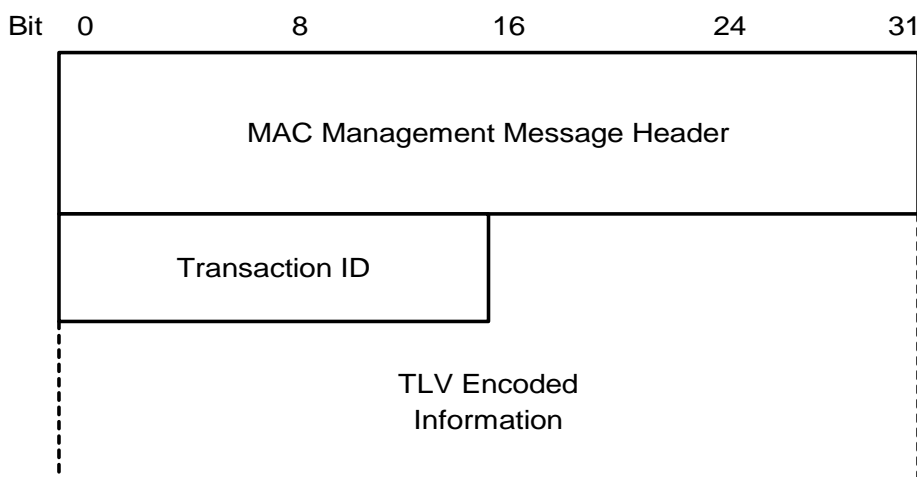 Bit 0 8 16 24 31
MAC Management Message Header
Transaction ID
TLV Encoded
Information